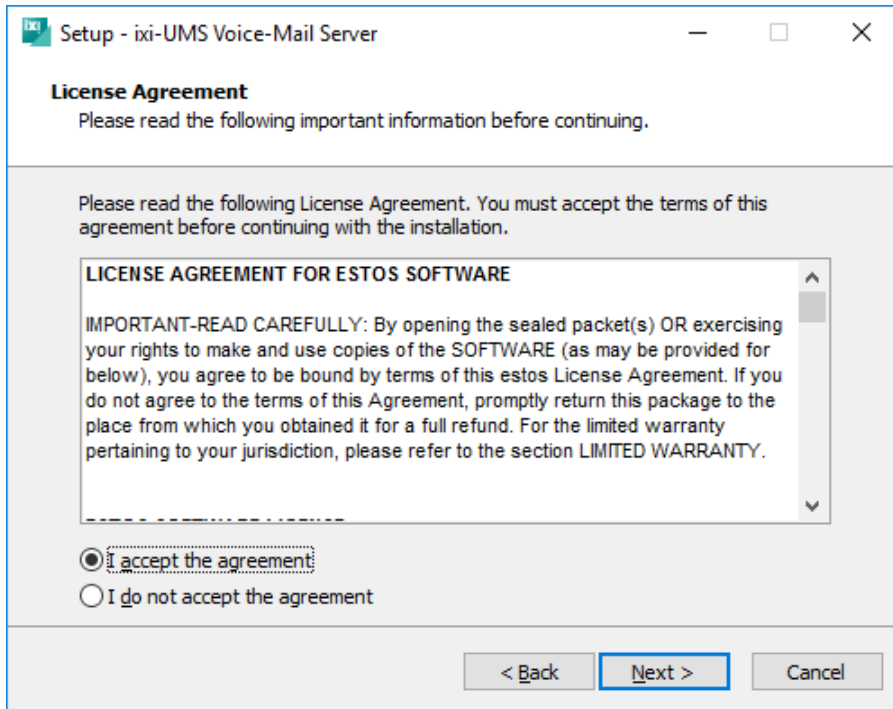 ixi
Setup - ixi-UMS Voice-Mail Server
License Agreement
Please read the following important information before continuing.
Please read the following License Agreement. You must accept the terms of this
agreement before continuing with the installation.
LICENSE AGREEMENT FOR ESTOS SOFTWARE
IMPORTANT-READ CAREFULLY: By opening the sealed packet(s) OR exercising
your rights to make and use copies of the SOFTWARE (as may be provided for
below), you agree to be bound by terms of this estos License Agreement. If you
do not agree to the terms of this Agreement, promptly return this package to the
place from which you obtained it for a full refund. For the limited warranty
pertaining to your jurisdiction, please refer to the section LIMITED WARRANTY.
I accept the agreement
I do not accept the agreement
< Back
Next >
Cancel